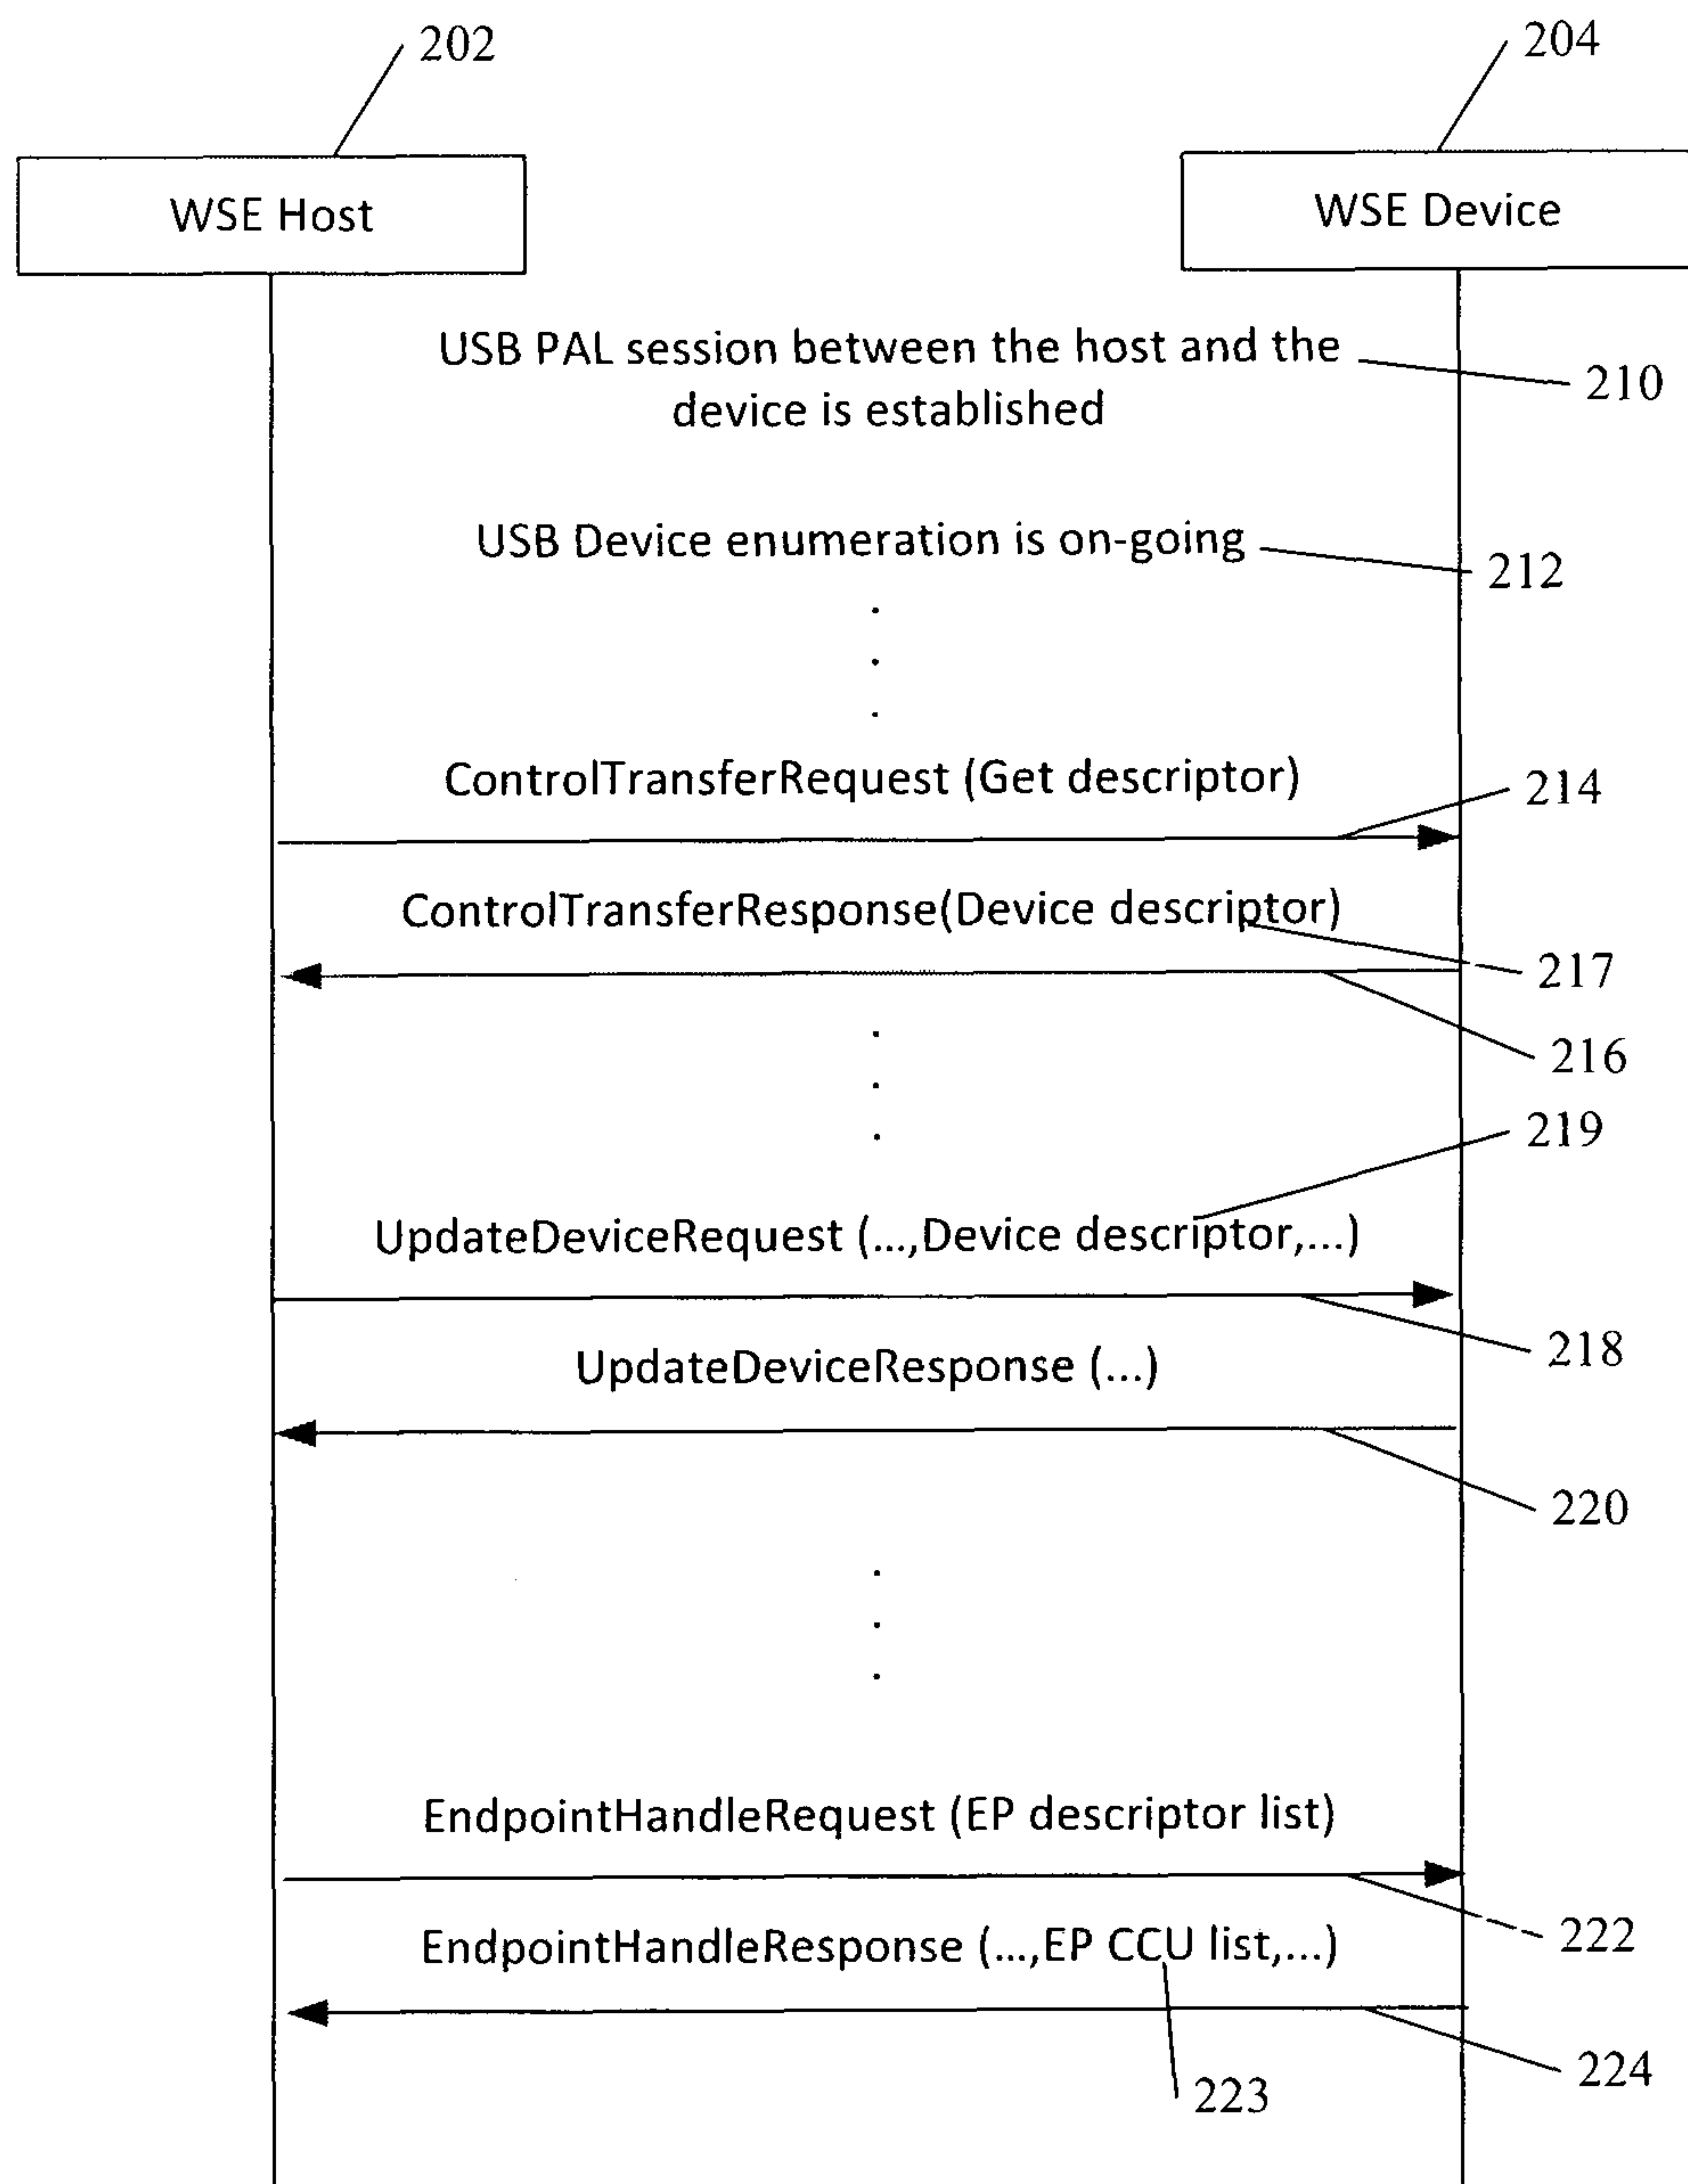 202
204
WSE Host
WSE Device
USB PAL session between the host and the
device is established
210
USB Device enumeration is on-going
212
ControlTransferRequest (Get descriptor)
214
ControlTransferResponse(Device descriptor)
217
216
219
UpdateDeviceRequest (...,Device descriptor,...)
218
UpdateDeviceResponse (...)
220
EndpointHandleRequest (EP descriptor list)
222
EndpointHandleResponse (...,EP CCU list,...)
224
223